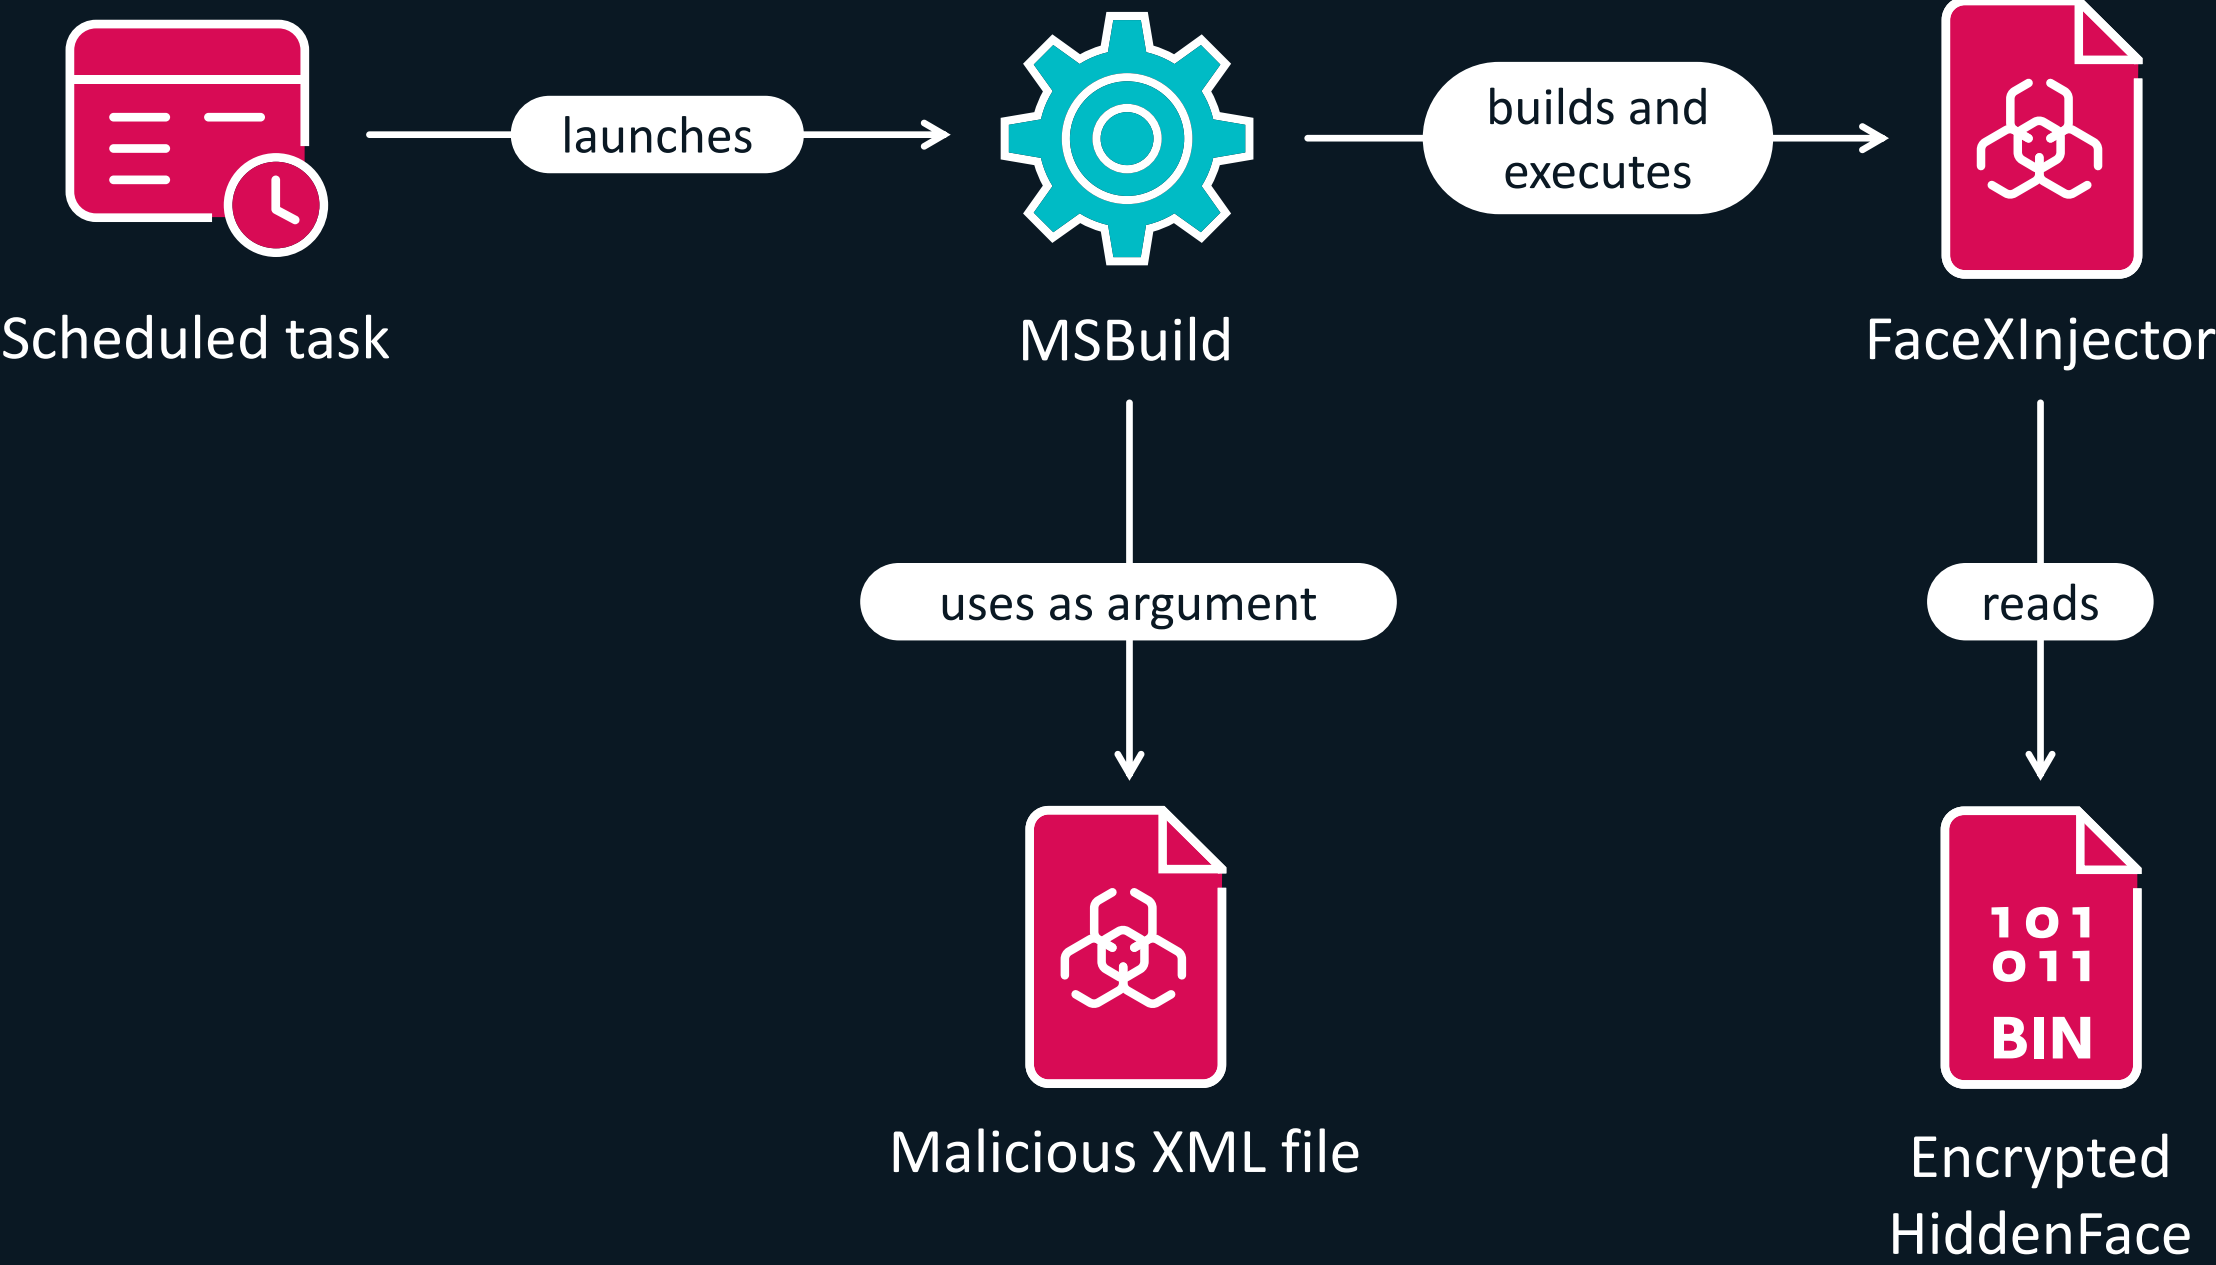 launches
builds and
executes
Scheduled task
MSBuild
FaceXInjector
uses as argument
reads
101
011
BIN
Malicious XML file
Encrypted
HiddenFace